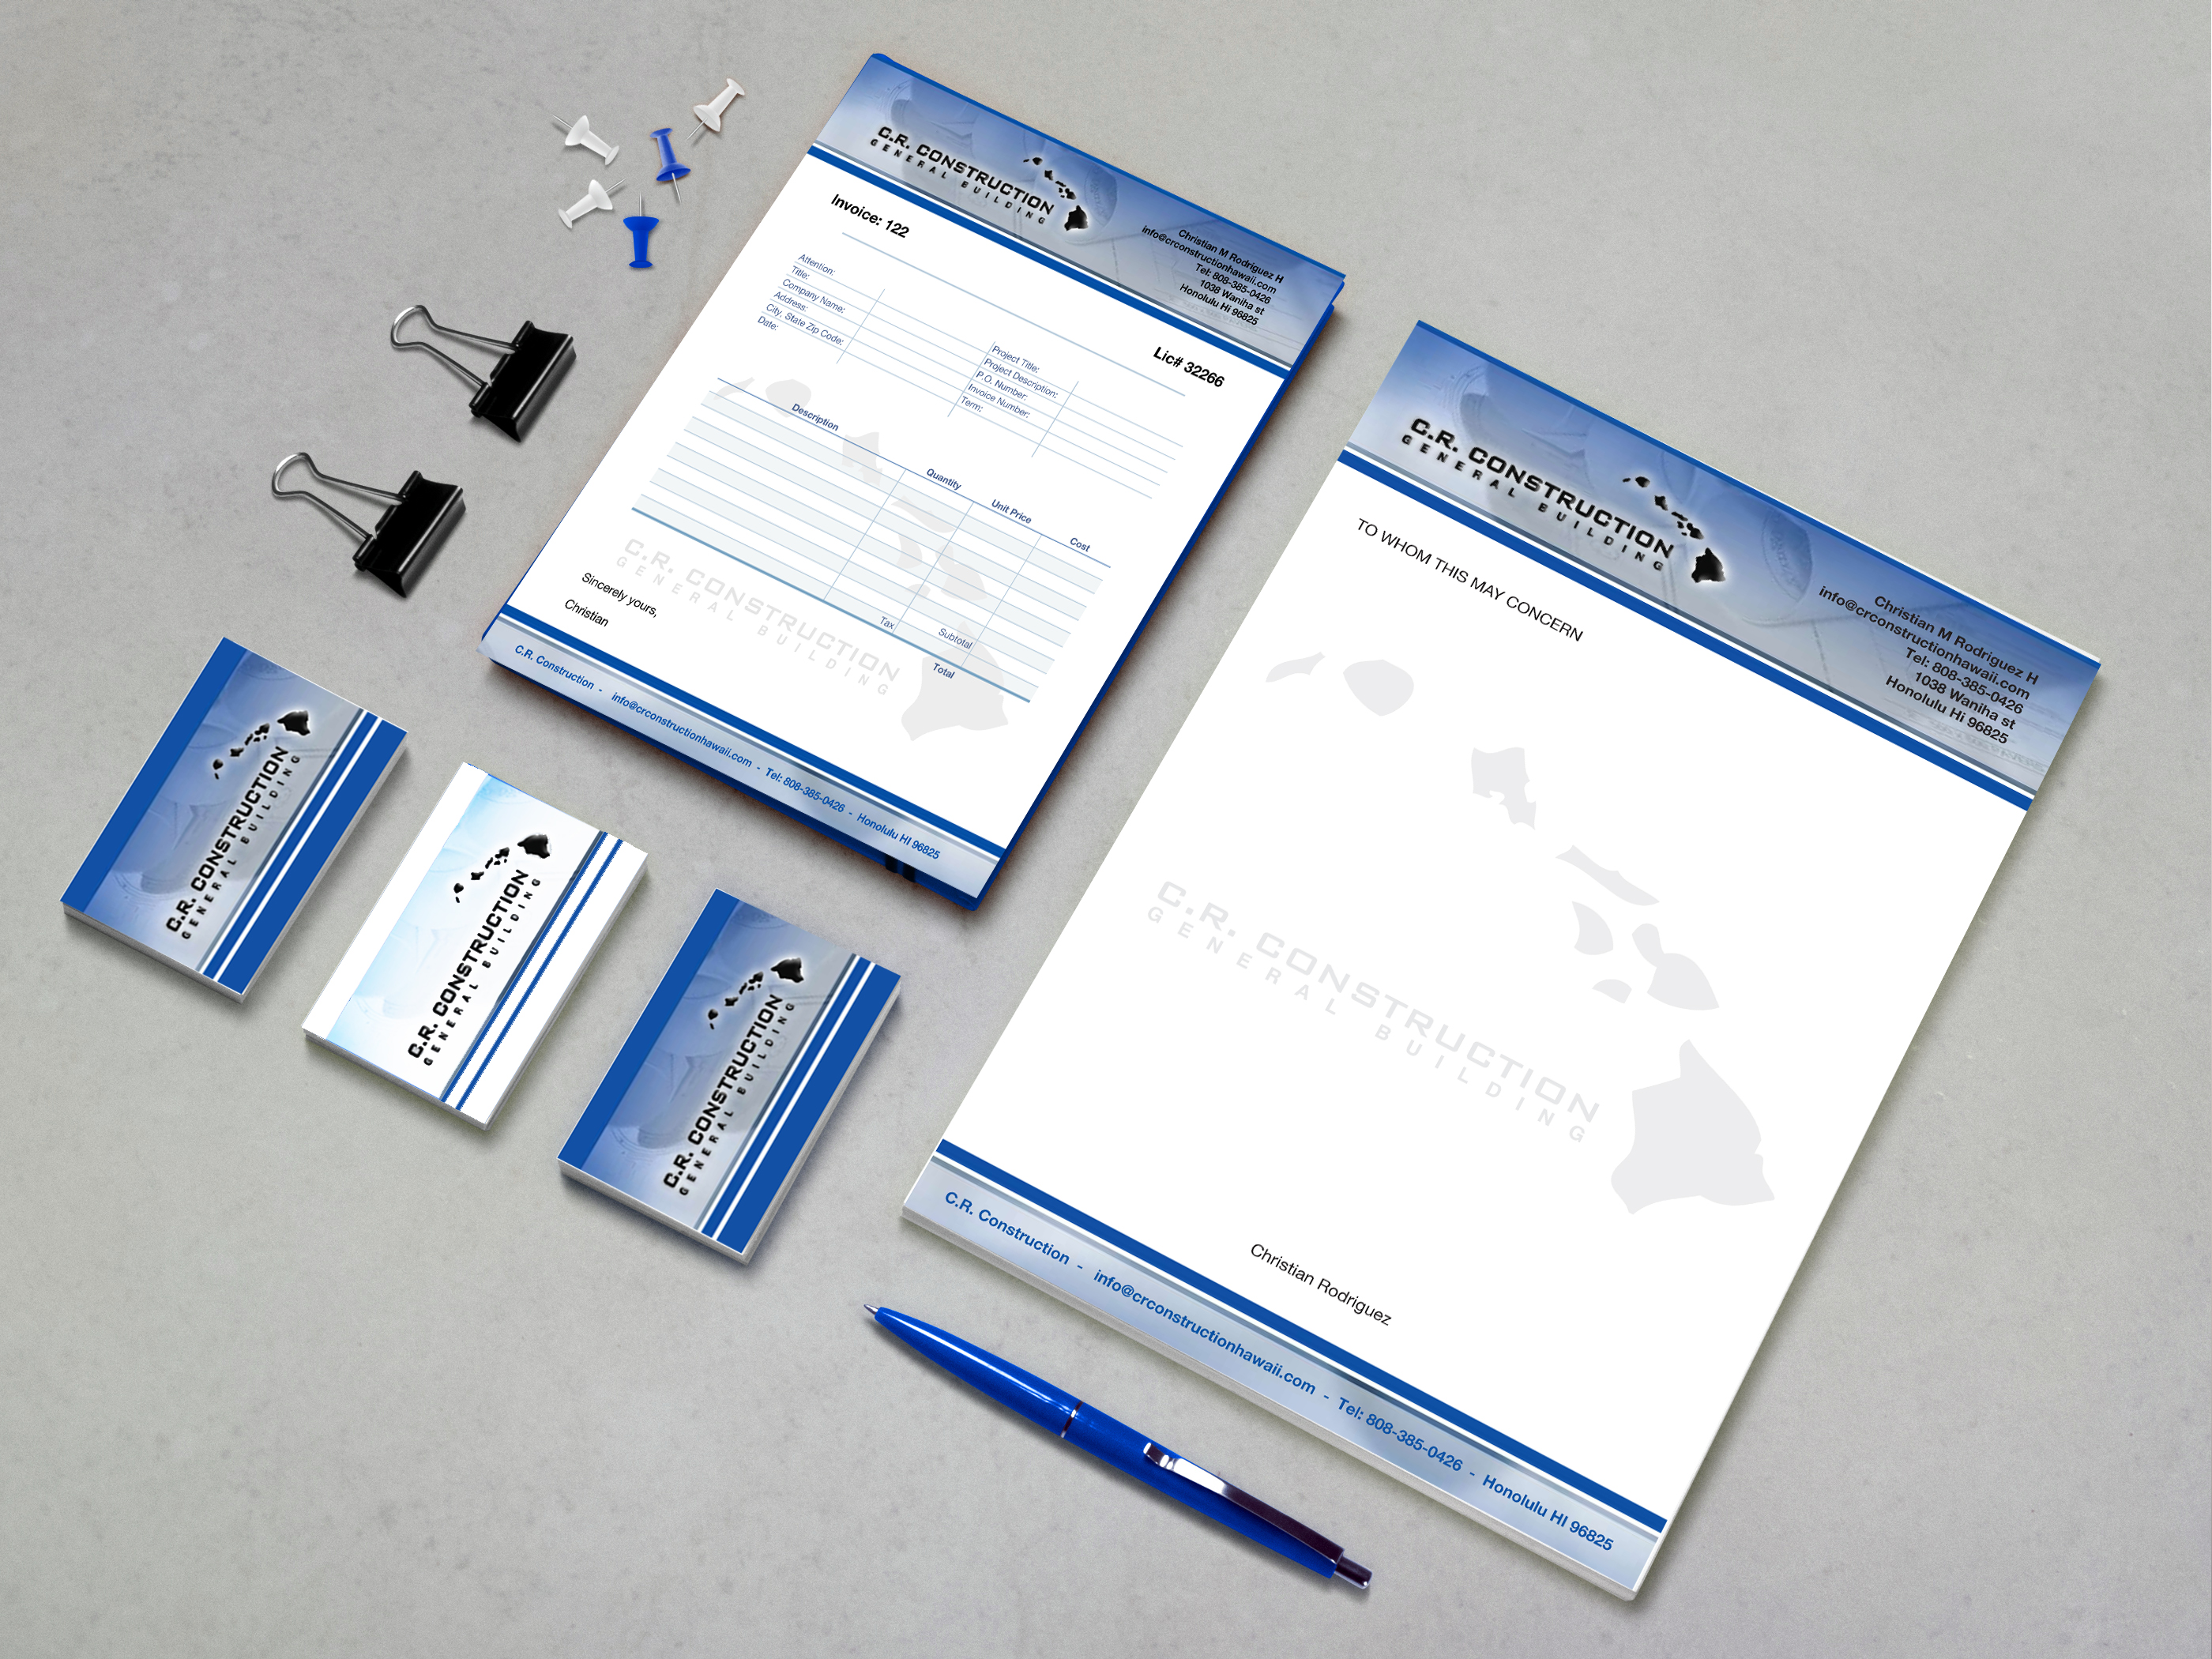 C.R. CONSTRUCTION
GENERAL BUILDING
Christian M Rodriguez H
info@crconstructionhawaii.com
Tel: 808-385-0426
1038 Waniha st
Honolulu Hi 96825
Invoice: 122
Lic# 32266
Attention:
Title:
Company Name:
Address:
City, State Zip Code:
Date:
Project Title:
Project Description:
P.O. Number:
Invoice Number:
Term:
Description Quantity Unit Price Cost
C.R. CONSTRUCTION
GENERAL BUILDING
Tax Subtotal
Total
Sincerely yours,
Christian
C.R. Construction - info@crconstructionhawaii.com - Tel: 808-385-0426 - Honolulu HI 96825
C.R. CONSTRUCTION
GENERAL BUILDING
Christian M Rodriguez H
info@crconstructionhawaii.com
Tel: 808-385-0426
1038 Waniha st
Honolulu Hi 96825
TO WHOM THIS MAY CONCERN
C.R. CONSTRUCTION
GENERAL BUILDING
Christian Rodriguez
C.R. Construction - info@crconstructionhawaii.com - Tel: 808-385-0426 - Honolulu HI 96825
C.R. CONSTRUCTION
GENERAL BUILDING
C.R. CONSTRUCTION
GENERAL BUILDING
C.R. CONSTRUCTION
GENERAL BUILDING